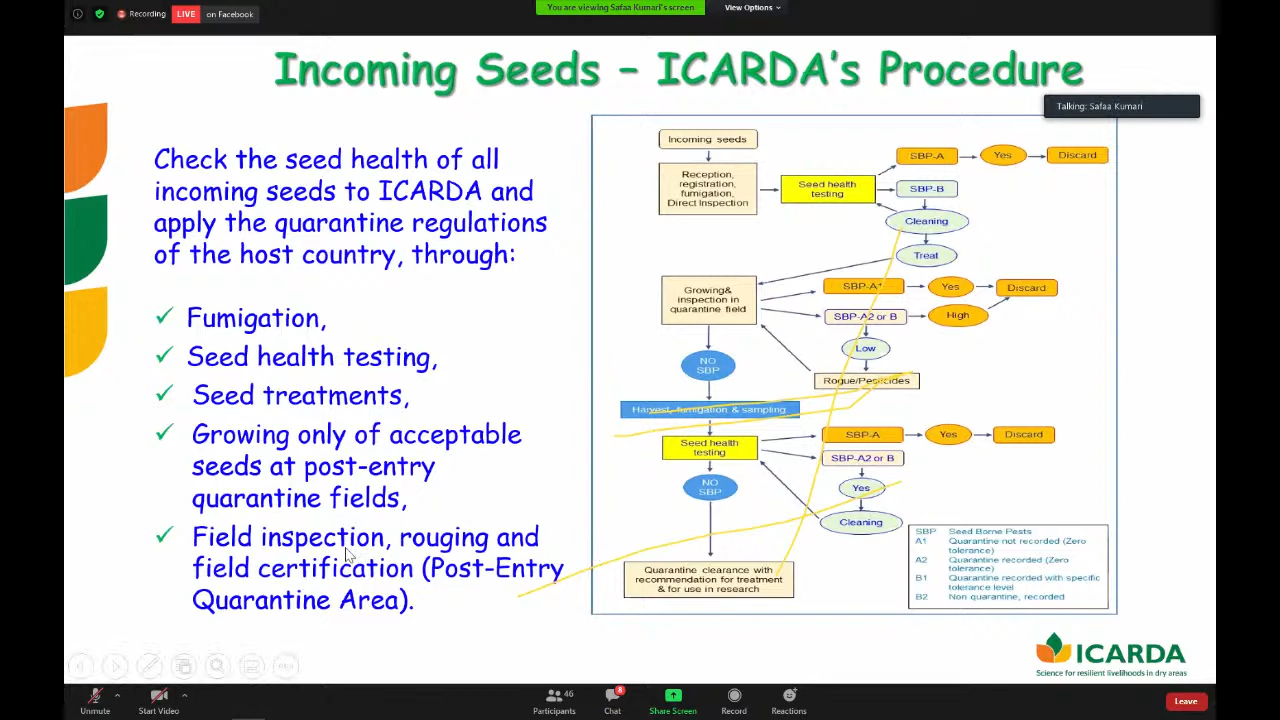 Recording
LIVE
on Facebook
You are viewing Safaa Kumari's screen
View Options
Incoming Seeds – ICARDA's Procedure
Talking: Safaa Kumari
Check the seed health of all
incoming seeds to ICARDA and
apply the quarantine regulations
of the host country, through:
✓ Fumigation,
✓ Seed health testing,
✓ Seed treatments,
✓ Growing only of acceptable
seeds at post-entry
quarantine fields,
✓ Field inspection, rouging and
field certification (Post-Entry
Quarantine Area).
Incoming seeds
Reception,
registration,
fumigation,
Direct Inspection
Seed health
testing
SBP-A
Yes
Discard
SBP-B
Cleaning
Treat
Growing&
inspection in
quarantine field
SBP-A1
Yes
Discard
SBP-A2 or B
High
Low
Rogue/Pesticides
NO
SBP
Harvest, fumigation & sampling
Seed health
testing
SBP-A
Yes
Discard
SBP-A2 or B
Yes
Cleaning
NO
SBP
Quarantine clearance with
recommendation for treatment
& for use in research
SBP Seed Borne Pests
A1 Quarantine not recorded (Zero
tolerance)
A2 Quarantine recorded (Zero
tolerance)
B1 Quarantine recorded with specific
tolerance level
B2 Non quarantine, recorded
ICARDA
Science for resilient livelihoods in dry areas
Unmute
Start Video
46
Participants
8
Chat
Share Screen
Record
Reactions
Leave